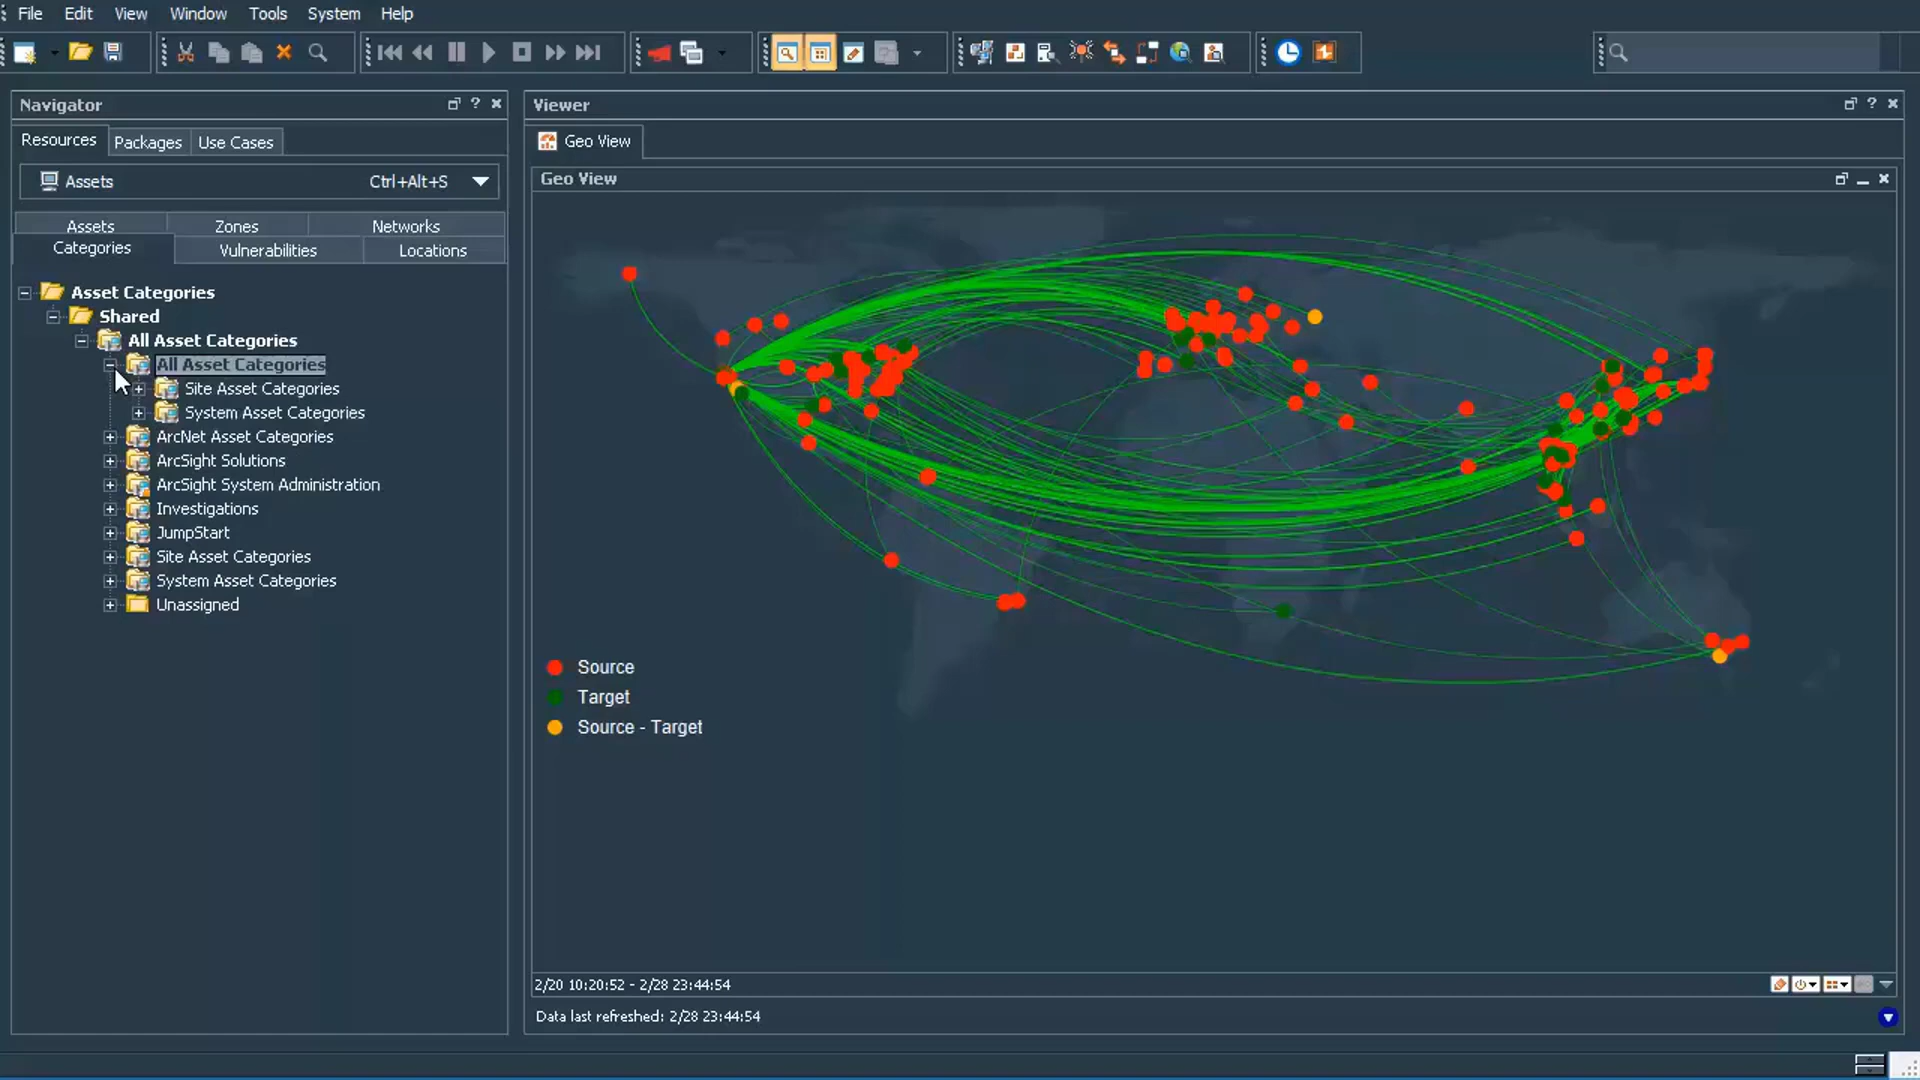 File Edit View Window Tools System Help
Navigator
Resources Packages Use Cases
Assets Ctrl+Alt+S
Assets Zones Networks
Categories Vulnerabilities Locations
Asset Categories
Shared
All Asset Categories
All Asset Categories
Site Asset Categories
System Asset Categories
ArcNet Asset Categories
ArcSight Solutions
ArcSight System Administration
Investigations
JumpStart
Site Asset Categories
System Asset Categories
Unassigned
Viewer
Geo View
Geo View
Source
Target
Source - Target
2/20 10:20:52 - 2/28 23:44:54
Data last refreshed: 2/28 23:44:54